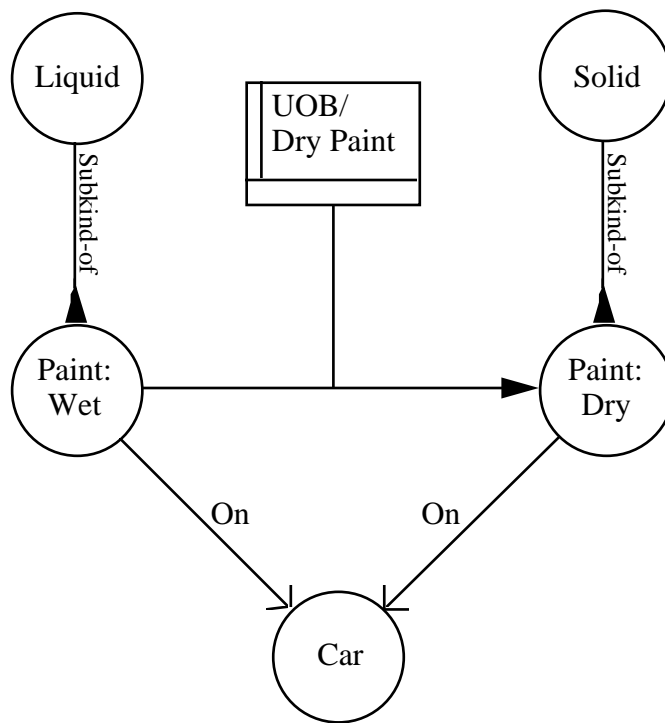 Liquid
UOB/
Dry Paint
Solid
Subkind-of
Subkind-of
Paint:
Wet
Paint:
Dry
On
On
Car